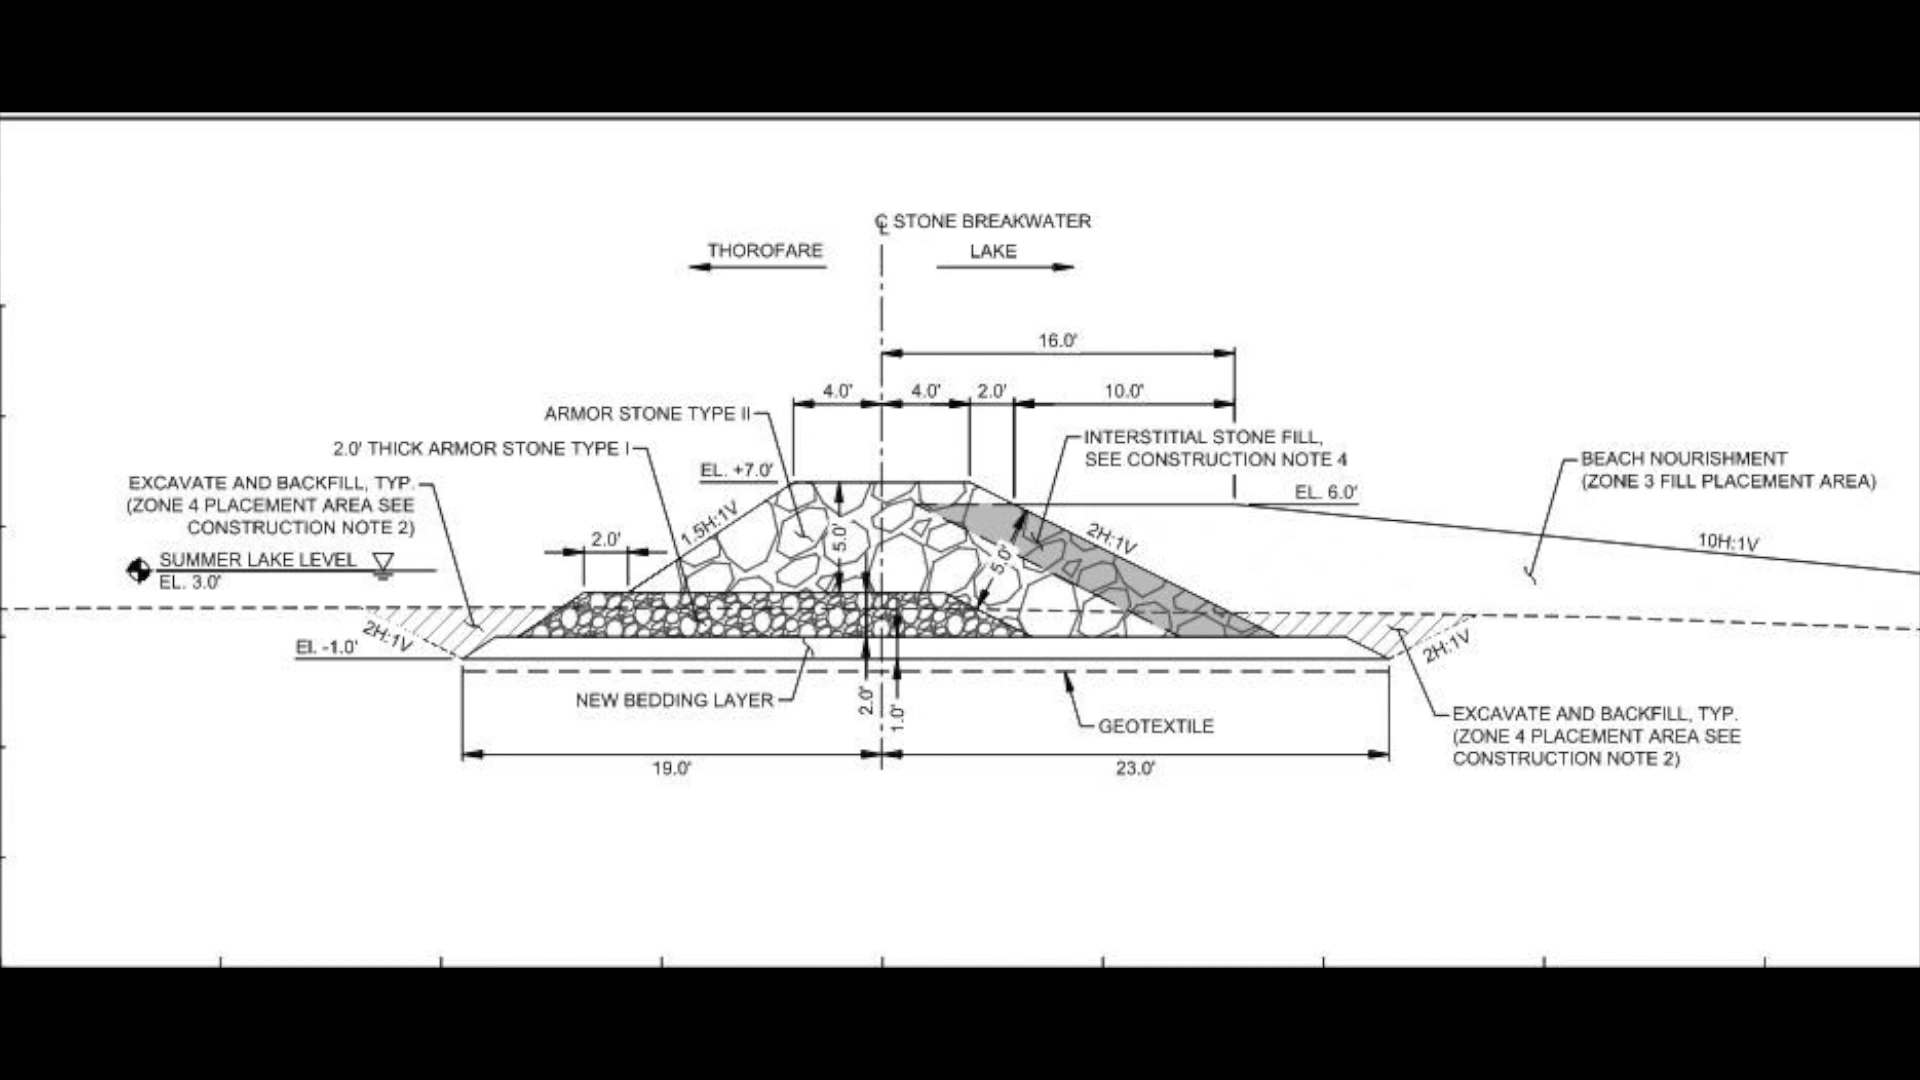 ℄ STONE BREAKWATER
THOROFARE
LAKE
16.0'
4.0'
4.0'
2.0'
10.0'
ARMOR STONE TYPE II
2.0' THICK ARMOR STONE TYPE I
INTERSTITIAL STONE FILL,
SEE CONSTRUCTION NOTE 4
EL. +7.0'
EL. 6.0'
BEACH NOURISHMENT
(ZONE 3 FILL PLACEMENT AREA)
EXCAVATE AND BACKFILL, TYP.
(ZONE 4 PLACEMENT AREA SEE
CONSTRUCTION NOTE 2)
1.5H:1V
5.0'
2.0'
5.0'
2H:1V
10H:1V
SUMMER LAKE LEVEL
EL. 3.0'
2H:1V
El. -1.0'
2H:1V
NEW BEDDING LAYER
2.0'
1.0'
GEOTEXTILE
EXCAVATE AND BACKFILL, TYP.
(ZONE 4 PLACEMENT AREA SEE
CONSTRUCTION NOTE 2)
19.0'
23.0'